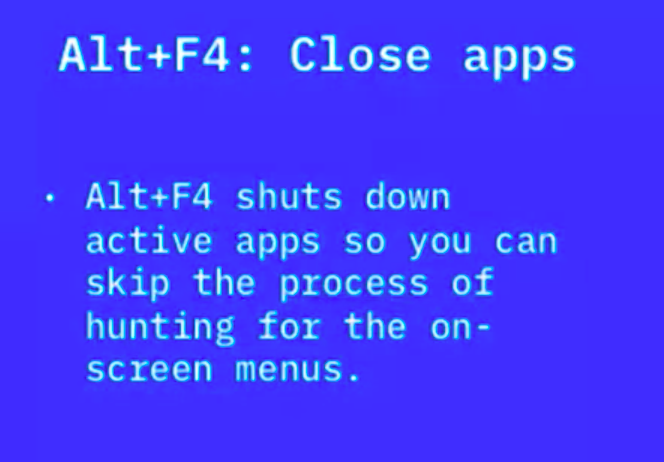 Alt+F4: Close apps
· Alt+F4 shuts down
active apps so you can
skip the process of
hunting for the on-
screen menus.